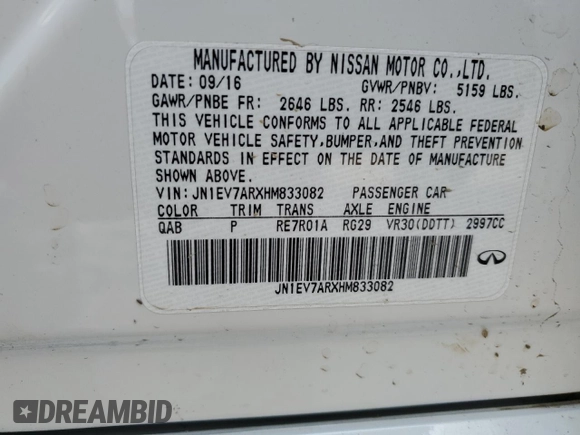 MANUFACTURED BY NISSAN MOTOR CO.,LTD.
DATE: 09/16 GVWR/PNBV: 5159 LBS.
GAWR/PNBE FR: 2646 LBS. RR: 2546 LBS.
THIS VEHICLE CONFORMS TO ALL APPLICABLE FEDERAL
MOTOR VEHICLE SAFETY,BUMPER,AND THEFT PREVENTION
STANDARDS IN EFFECT ON THE DATE OF MANUFACTURE
SHOWN ABOVE.
VIN: JN1EV7ARXHM833082 PASSENGER CAR
COLOR TRIM TRANS AXLE ENGINE
QAB P RE7R01A RG29 VR30(DDTT) 2997CC
JN1EV7ARXHM833082
DREAMBID